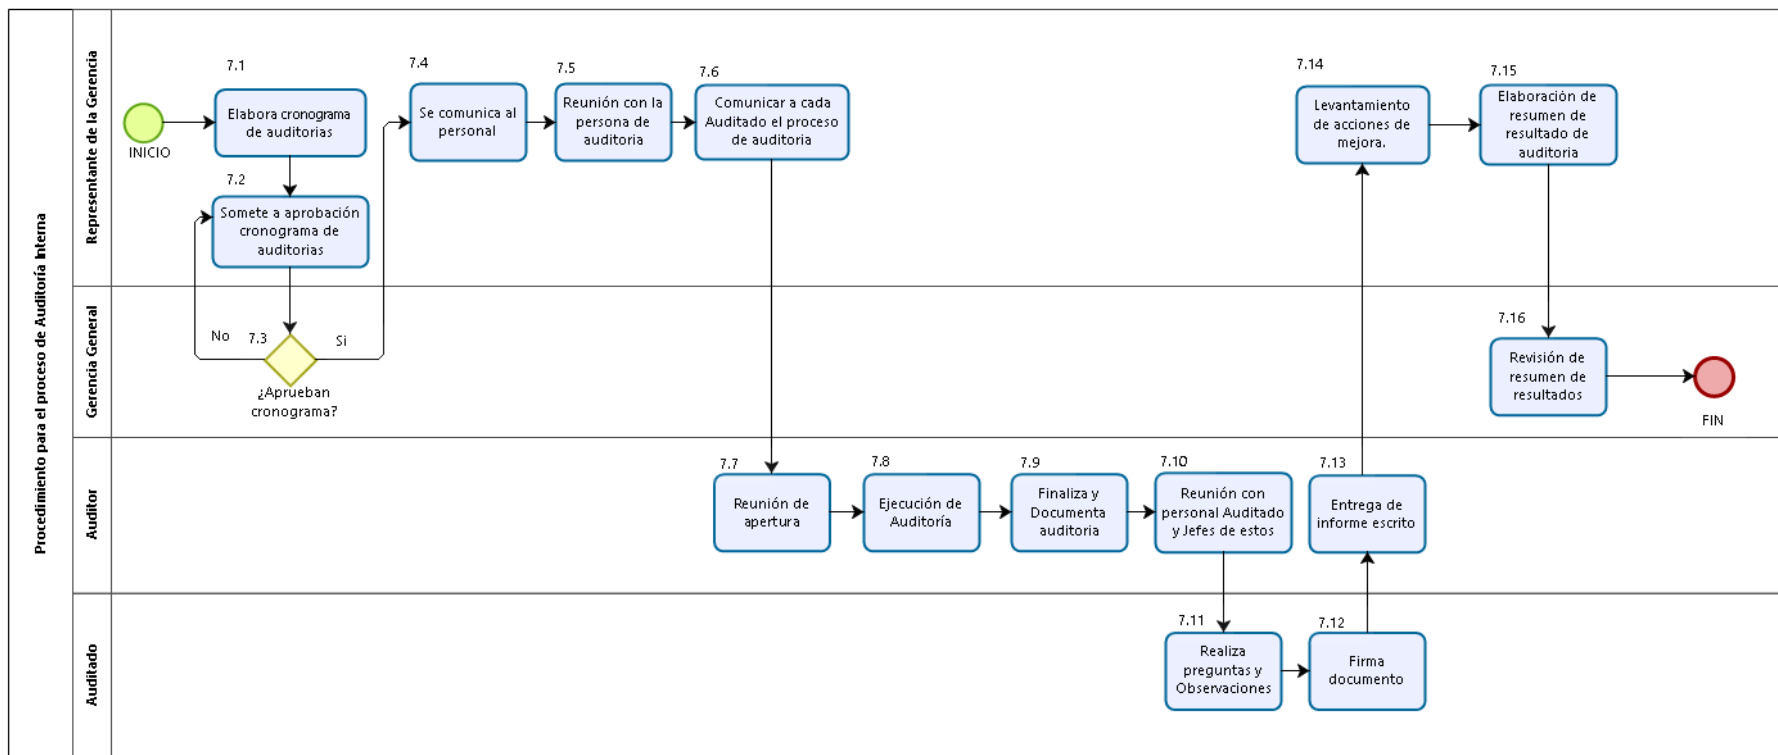 Procedimiento para el proceso de Auditoría Interna
Representante de la Gerencia
INICIO
7.1
Elabora cronograma
de auditorias
7.2
Somete a aprobación
cronograma de
auditorias
7.4
Se comunica al
personal
7.5
Reunión con la
persona de
auditoria
7.6
Comunicar a cada
Auditado el proceso
de auditoria
7.14
Levantamiento
de acciones de
mejora.
7.15
Elaboración de
resumen de
resultado de
auditoria
Gerencia General
No
7.3
Si
¿Aprueban
cronograma?
7.16
Revisión de
resumen de
resultados
FIN
Auditor
7.7
Reunión de
apertura
7.8
Ejecución de
Auditoría
7.9
Finaliza y
Documenta
auditoria
7.10
Reunión con
personal Auditado
y Jefes de estos
7.13
Entrega de
informe escrito
Auditado
7.11
Realiza
preguntas y
Observaciones
7.12
Firma
documento